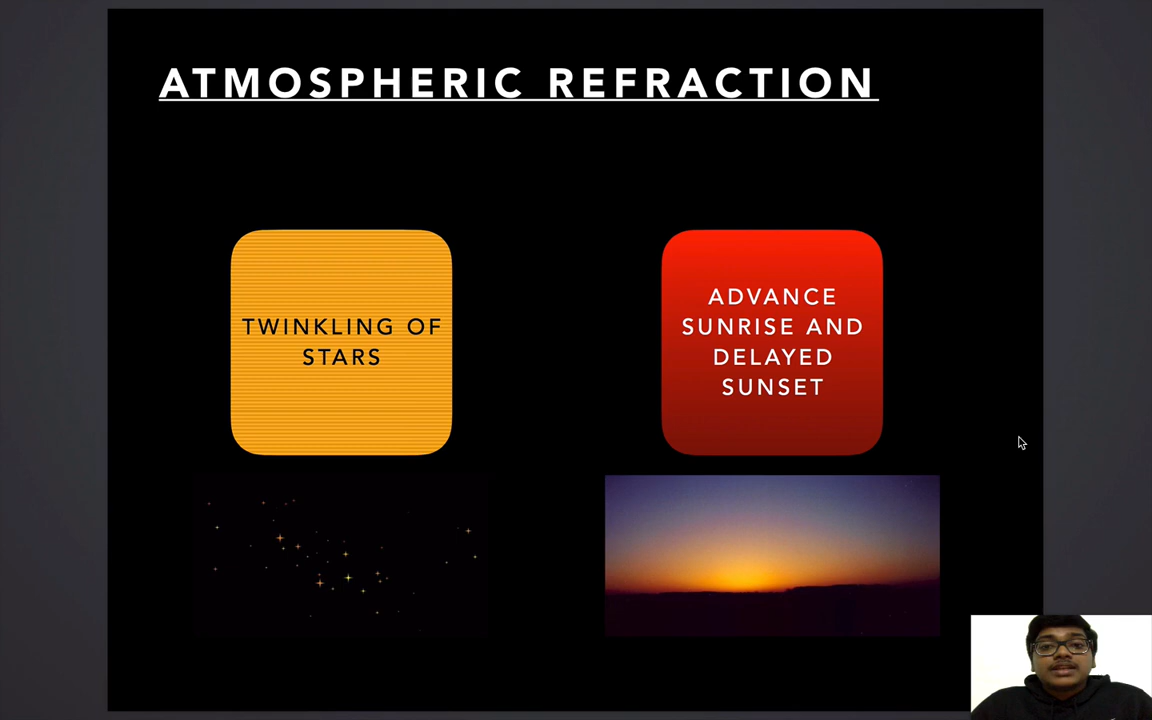 ATMOSPHERIC REFRACTION
TWINKLING OF
STARS
ADVANCE
SUNRISE AND
DELAYED
SUNSET